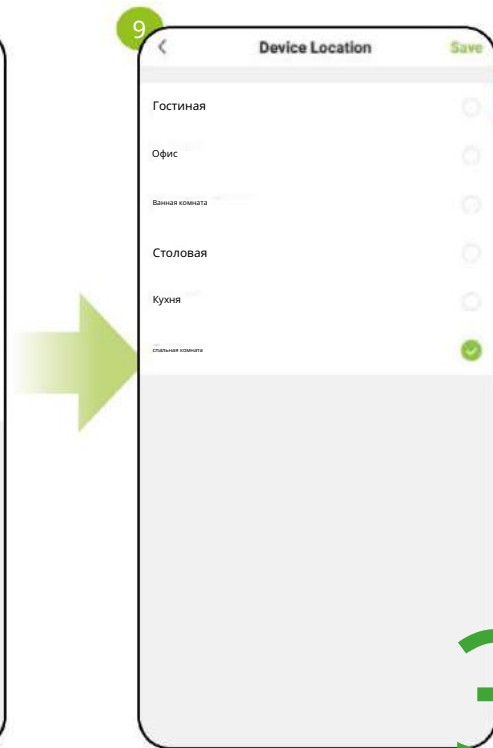 9
Device Location
Save
Гостиная
Офис
Ванная комната
Столовая
Кухня
спальная комната